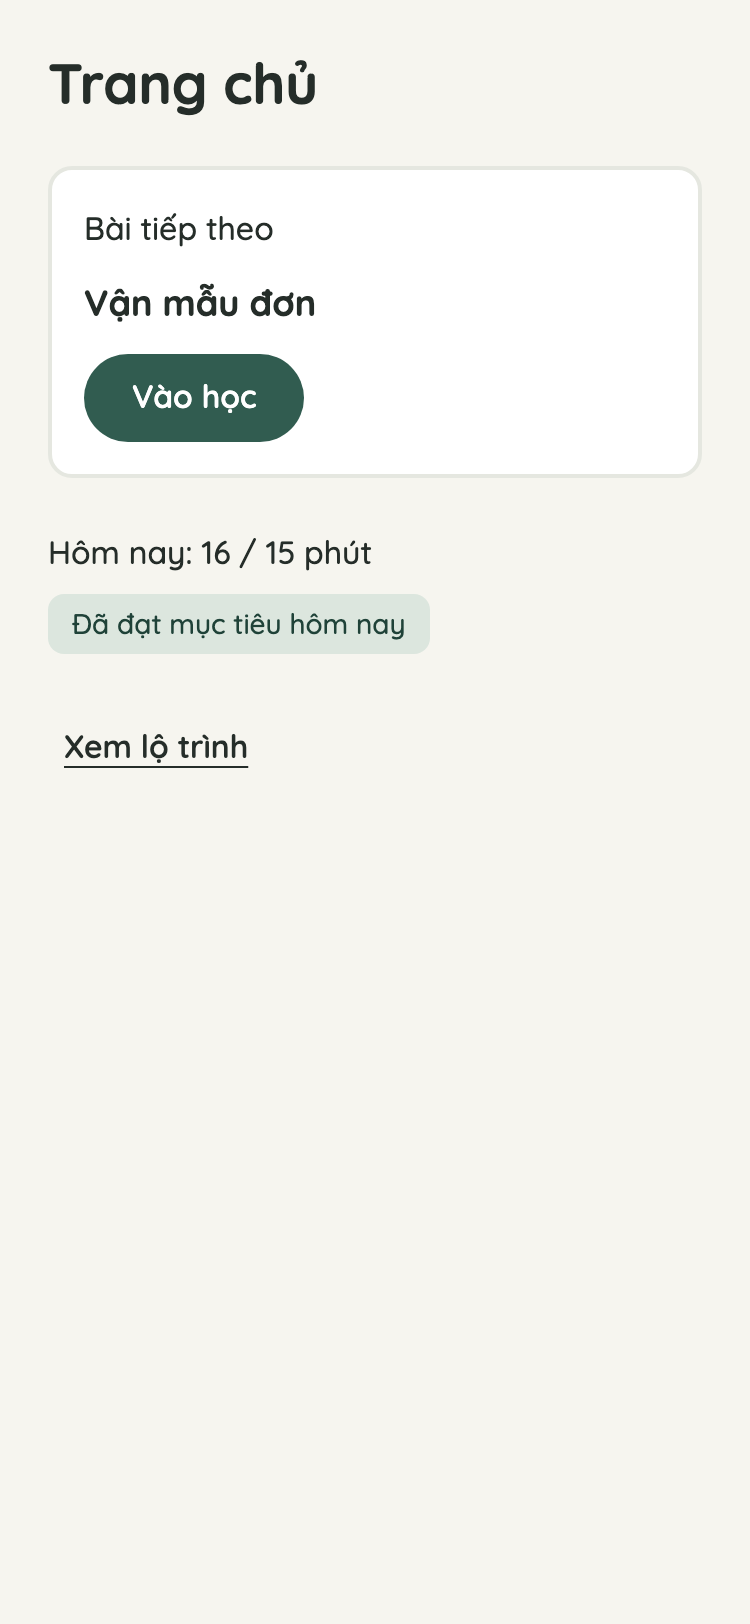 Trang chủ
Bài tiếp theo
Vận mẫu đơn
Vào học
Hôm nay: 16 / 15 phút
Đã đạt mục tiêu hôm nay
Xem lộ trình